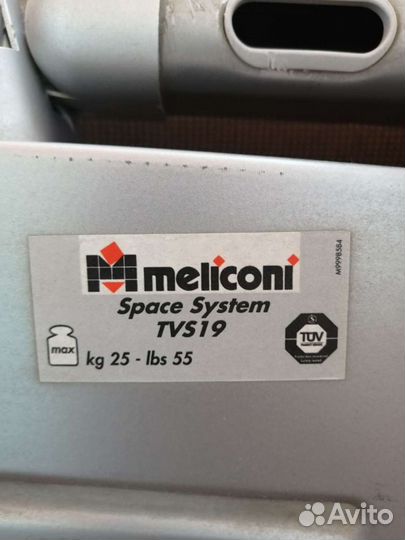 meliconi
Space System
TVS19
max
kg 25 - lbs 55
TÜV
M9998584
Avito